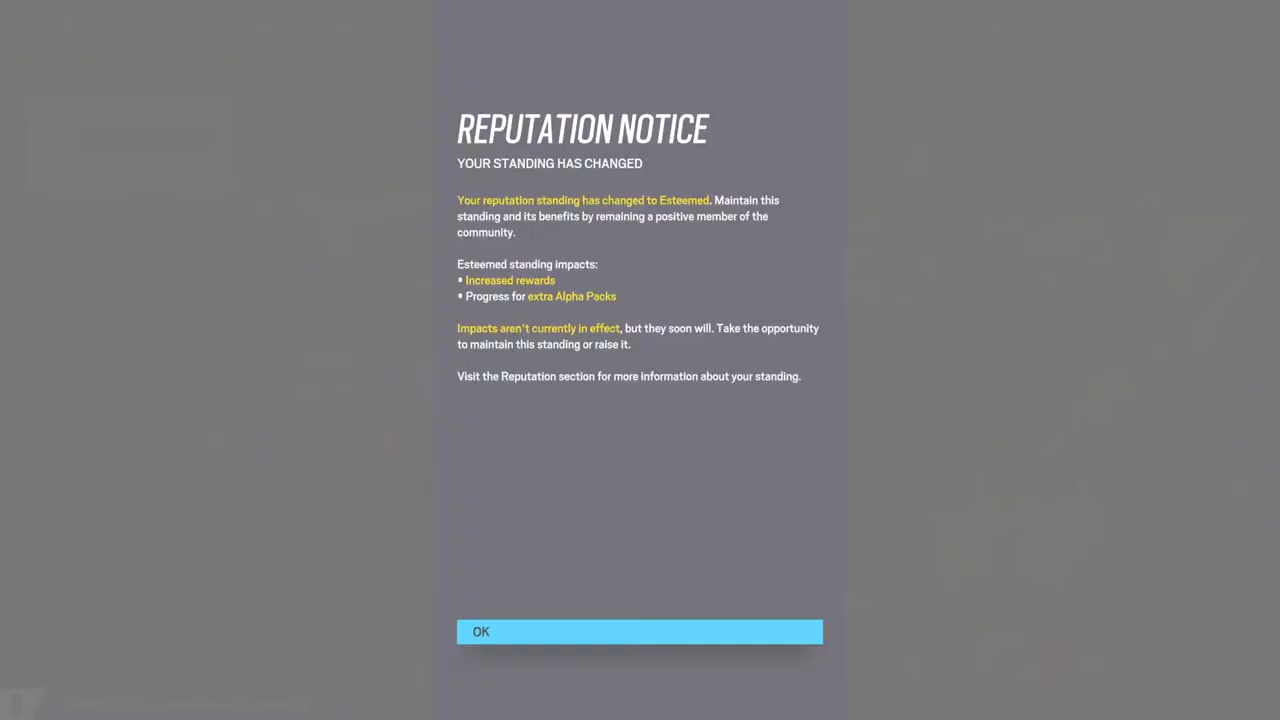 REPUTATION NOTICE
YOUR STANDING HAS CHANGED
Your reputation standing has changed to Esteemed. Maintain this
standing and its benefits by remaining a positive member of the
community.
Esteemed standing impacts:
• Increased rewards
• Progress for extra Alpha Packs
Impacts aren't currently in effect, but they soon will. Take the opportunity
to maintain this standing or raise it.
Visit the Reputation section for more information about your standing.
OK